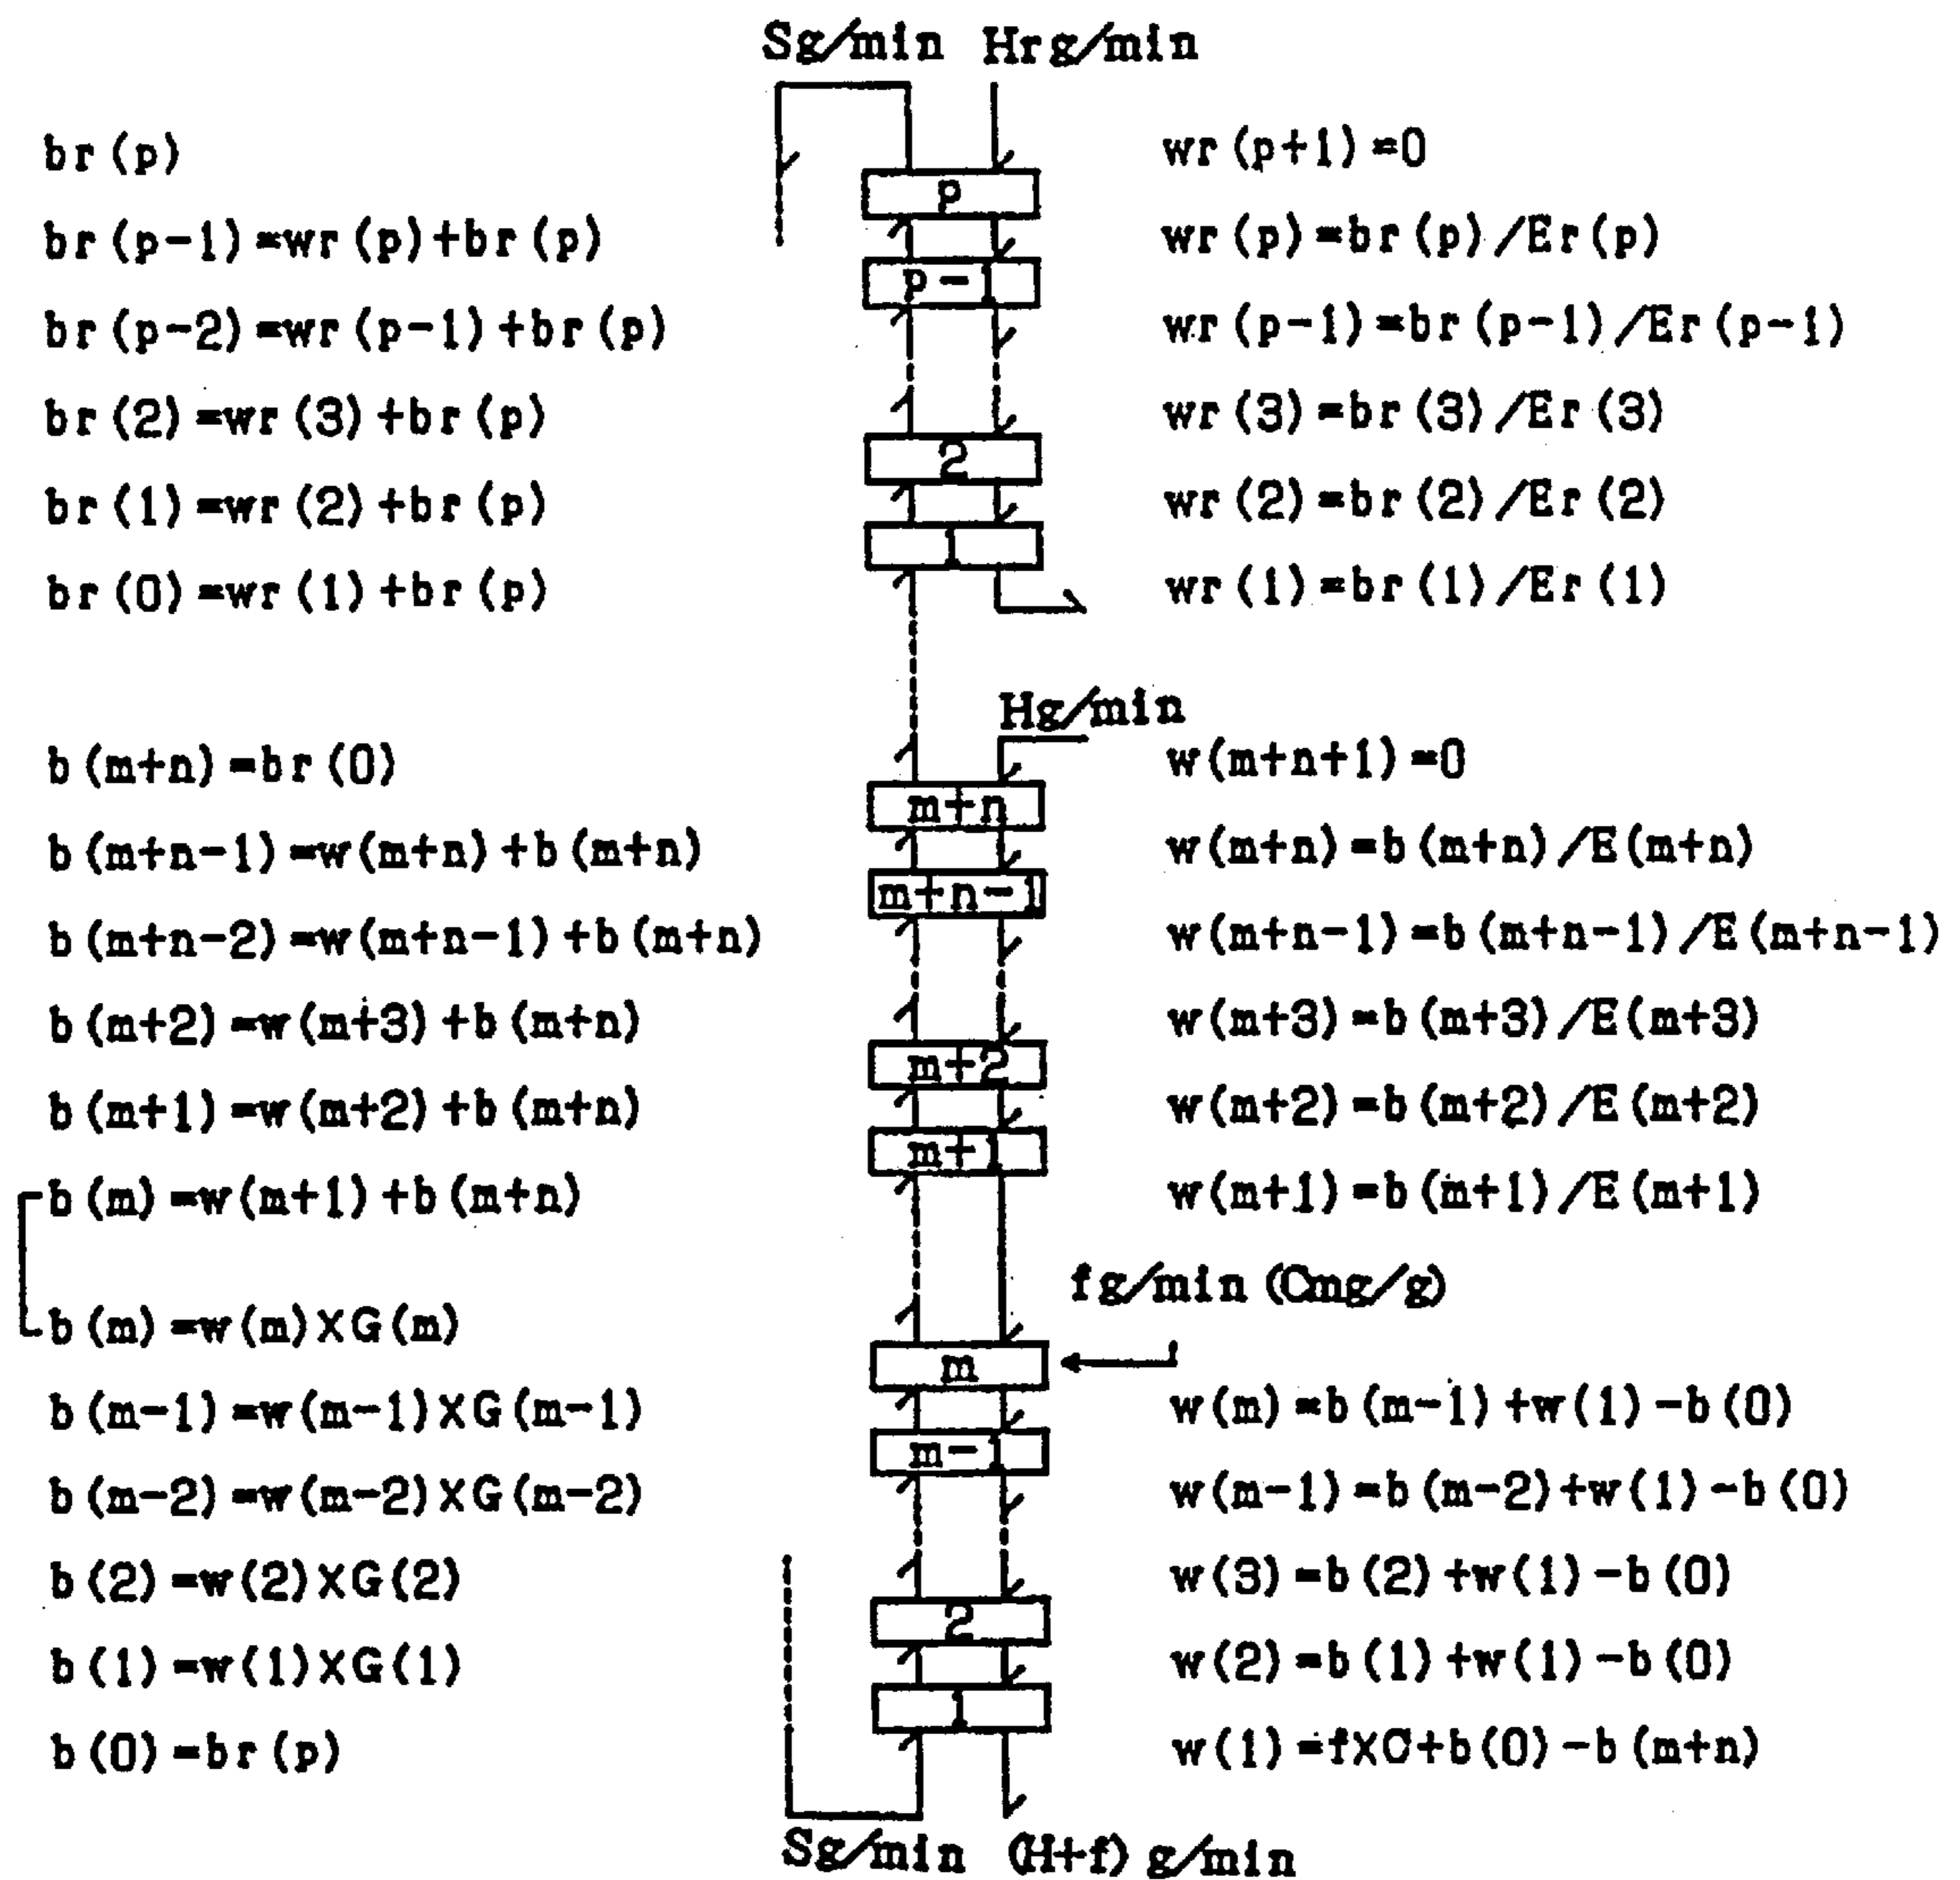 Sg/min Hrg/min
br(p) wr(p+1)=0
p
br(p-1)=wr(p)+br(p) wr(p)=br(p)/Er(p)
p-1
br(p-2)=wr(p-1)+br(p) wr(p-1)=br(p-1)/Er(p-1)
br(2)=wr(3)+br(p) wr(3)=br(3)/Er(3)
2
br(1)=wr(2)+br(p) wr(2)=br(2)/Er(2)
1
br(0)=wr(1)+br(p) wr(1)=br(1)/Er(1)
Hg/min
b(m+n)=br(0) w(m+n+1)=0
m+n
b(m+n-1)=w(m+n)+b(m+n) w(m+n)=b(m+n)/E(m+n)
m+n-1
b(m+n-2)=w(m+n-1)+b(m+n) w(m+n-1)=b(m+n-1)/E(m+n-1)
b(m+2)=w(m+3)+b(m+n) w(m+3)=b(m+3)/E(m+3)
m+2
b(m+1)=w(m+2)+b(m+n) w(m+2)=b(m+2)/E(m+2)
m+1
b(m)=w(m+1)+b(m+n) w(m+1)=b(m+1)/E(m+1)
fg/min(Cmg/g)
b(m)=w(m)XG(m)
m
b(m-1)=w(m-1)XG(m-1) w(m)=b(m-1)+w(1)-b(0)
m-1
b(m-2)=w(m-2)XG(m-2) w(m-1)=b(m-2)+w(1)-b(0)
b(2)=w(2)XG(2) w(3)=b(2)+w(1)-b(0)
2
b(1)=w(1)XG(1) w(2)=b(1)+w(1)-b(0)
1
b(0)=br(p) w(1)=fXC+b(0)-b(m+n)
Sg/min (H+f)g/min